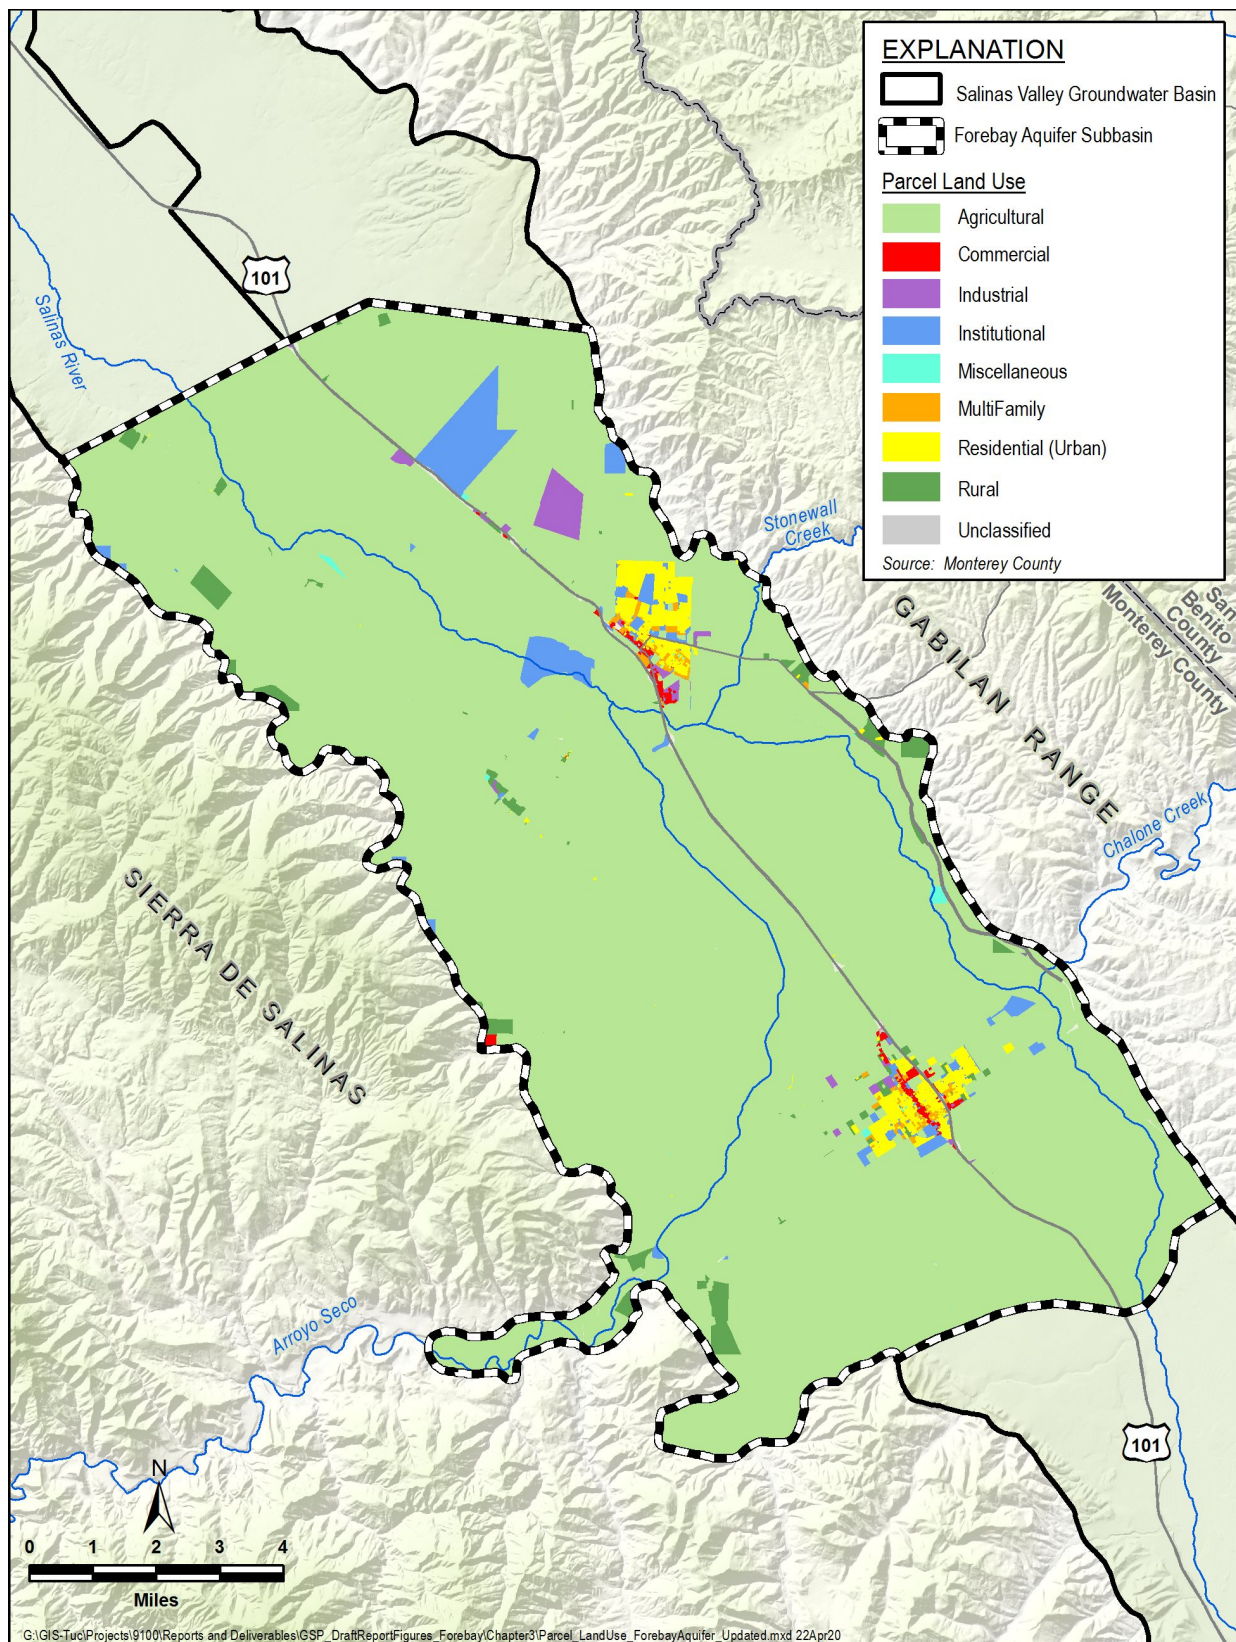 EXPLANATION
Salinas Valley Groundwater Basin
Forebay Aquifer Subbasin
Parcel Land Use
Agricultural
Commercial
Industrial
Institutional
Miscellaneous
MultiFamily
Residential (Urban)
Rural
Unclassified
Source: Monterey County
101
Salinas River
Stonewall
Creek
San
Benito
County
Monterey County
GABILAN RANGE
Chalone Creek
SIERRA DE SALINAS
Arroyo Seco
101
N
0 1 2 3 4
Miles
G:\GIS-Tuc\Projects\9100\Reports and Deliverables\GSP_DraftReportFigures_Forebay\Chapter3\Parcel_LandUse_ForebayAquifer_Updated.mxd 22Apr20